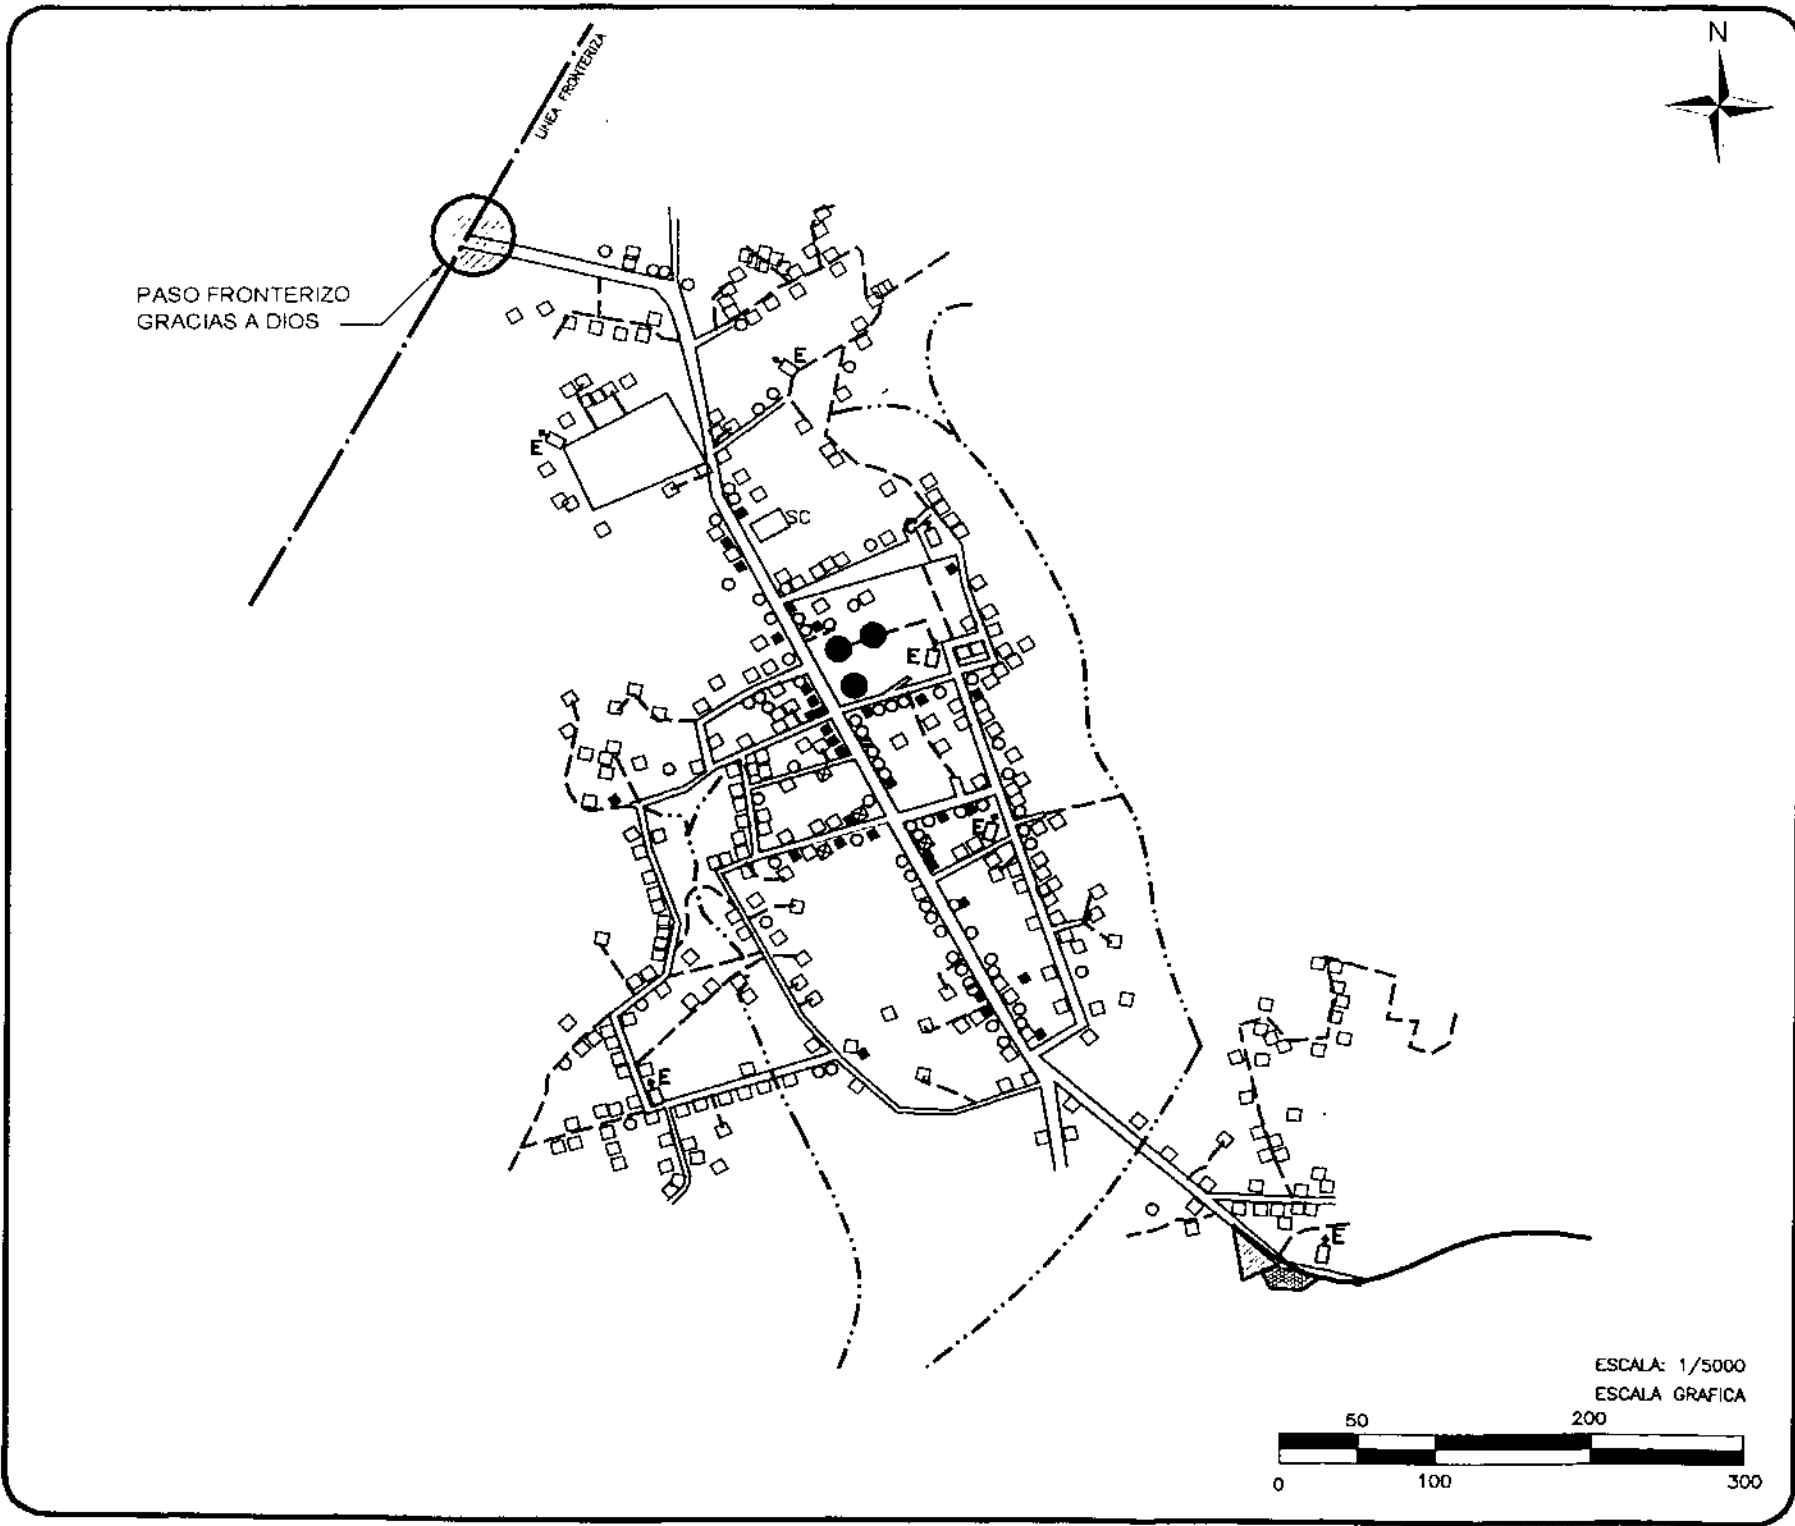 N
LINEA FRONTERIZA
PASO FRONTERIZO
GRACIAS A DIOS
E
E
SC
E
E
E
E
ESCALA: 1/5000
ESCALA GRAFICA
50 200
0 100 300